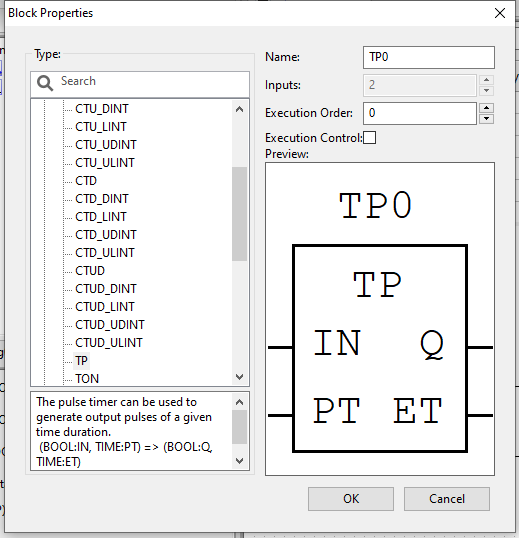 Block Properties
Type:
Search
CTU_DINT
CTU_LINT
CTU_UDINT
CTU_ULINT
CTD
CTD_DINT
CTD_LINT
CTD_UDINT
CTD_ULINT
CTUD
CTUD_DINT
CTUD_LINT
CTUD_UDINT
CTUD_ULINT
TP
TON
The pulse timer can be used to
generate output pulses of a given
time duration.
(BOOL:IN, TIME:PT) => (BOOL:Q,
TIME:ET)
Name: TP0
Inputs: 2
Execution Order: 0
Execution Control:
Preview:
TP0
TP
IN Q
PT ET
OK Cancel